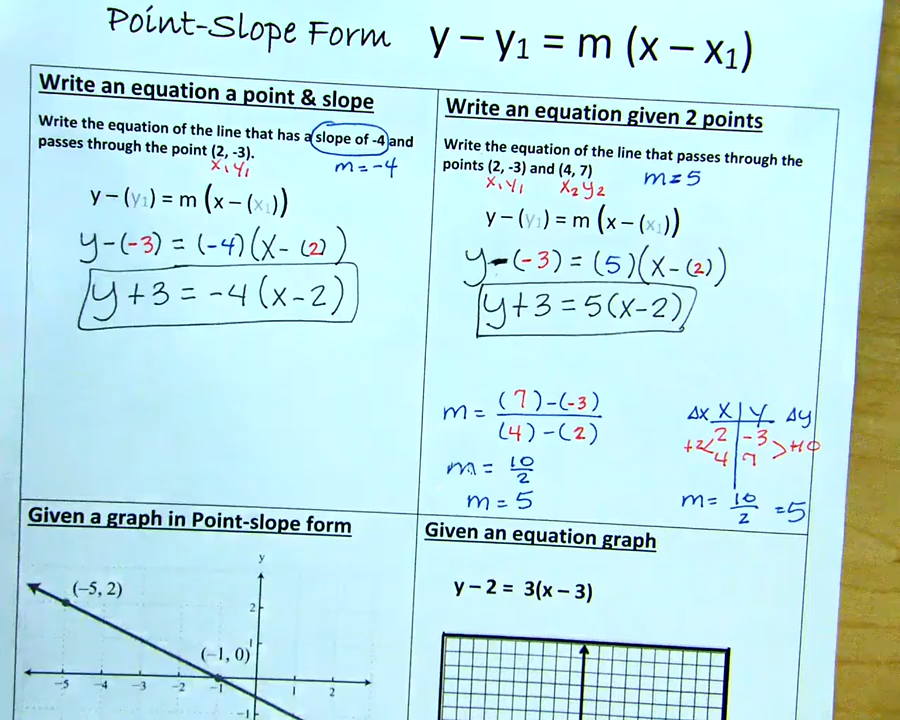 Point-Slope Form y − y₁ = m (x − x₁)
Write an equation a point & slope
Write the equation of the line that has a slope of -4 and
passes through the point (2, -3).
x₁ y₁ m = -4
y − (y₁) = m (x − (x₁))
y-(-3) = (-4)(x-(2))
y+3 = -4(x-2)
Write an equation given 2 points
Write the equation of the line that passes through the
points (2, -3) and (4, 7)
x₁ y₁ x₂ y₂ m = 5
y − (y₁) = m (x − (x₁))
y-(-3) = (5)(x-(2))
y+3 = 5(x-2)
m = (7)-(-3)
(4)-(2)
m = 10/2
m = 5
Δx x | y Δy
+2 < 2 | -3 > +10
4 | 7
m = 10/2 = 5
Given a graph in Point-slope form
y
(−5, 2)
2
1
(−1, 0)
−5 −4 −3 −2 −1 1 2
−1
Given an equation graph
y − 2 = 3(x − 3)